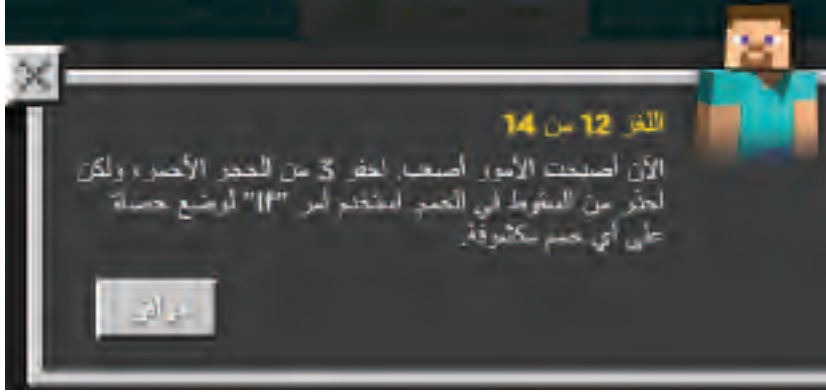 اللغز 12 من 14
الآن أصبحت الأمور أصعب. احفر 3 من الحجر الأحمر، ولكن
احذر من السقوط في الحمم. استخدم أمر "IF" لوضع حصاة
على أي حمم مكشوفة.
موافق